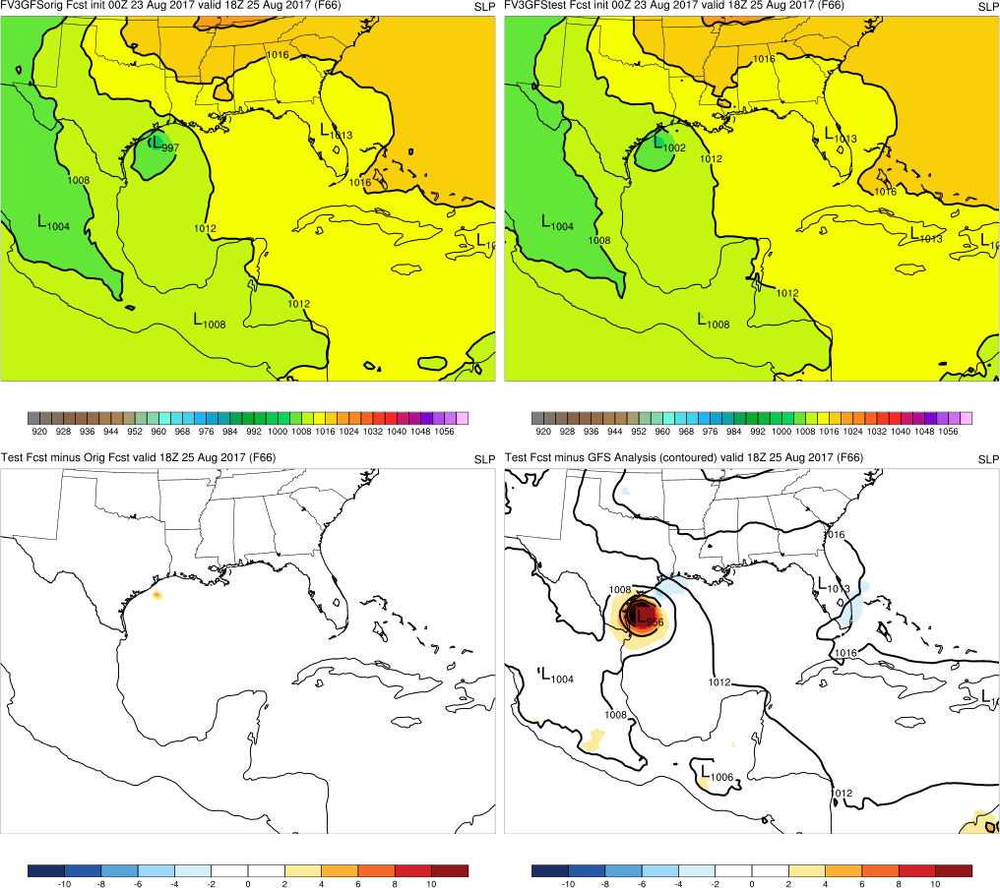 FV3GFSorig Fcst init 00Z 23 Aug 2017 valid 18Z 25 Aug 2017 (F66) SLP
1016
L1013
L997
1008
1016
L1004
1012
L1
1012
L1008
920 928 936 944 952 960 968 976 984 992 1000 1008 1016 1024 1032 1040 1048 1056
FV3GFStest Fcst init 00Z 23 Aug 2017 valid 18Z 25 Aug 2017 (F66) SLP
1016
L1013
L1002
1012
1016
L1004
1008
L1013
L1
1012
L1008
920 928 936 944 952 960 968 976 984 992 1000 1008 1016 1024 1032 1040 1048 1056
Test Fcst minus Orig Fcst valid 18Z 25 Aug 2017 (F66) SLP
-10 -8 -6 -4 -2 0 2 4 6 8 10
Test Fcst minus GFS Analysis (contoured) valid 18Z 25 Aug 2017 (F66) SLP
1016
1008
L1013
L956
1016
L1004
1012
L1
1008
L1006
1012
-10 -8 -6 -4 -2 0 2 4 6 8 10